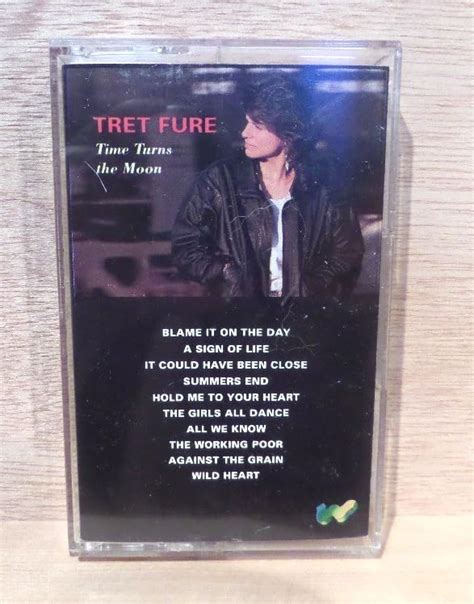 TRET FURE
Time Turns
the Moon
BLAME IT ON THE DAY
A SIGN OF LIFE
IT COULD HAVE BEEN CLOSE
SUMMERS END
HOLD ME TO YOUR HEART
THE GIRLS ALL DANCE
ALL WE KNOW
THE WORKING POOR
AGAINST THE GRAIN
WILD HEART